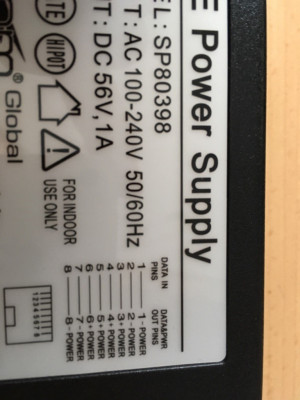 E Power Supply
EL: SP80398
T: AC 100-240V 50/60Hz
T: DC 56V,1A
TE HIPOT
® Global
FOR INDOOR
USE ONLY
DATA IN DATA&PWR
PINS OUT PINS
1 1-POWER
2 2-POWER
3 3+POWER
4 4+POWER
5 5+POWER
6 6+POWER
7 7-POWER
8 8-POWER
12345678